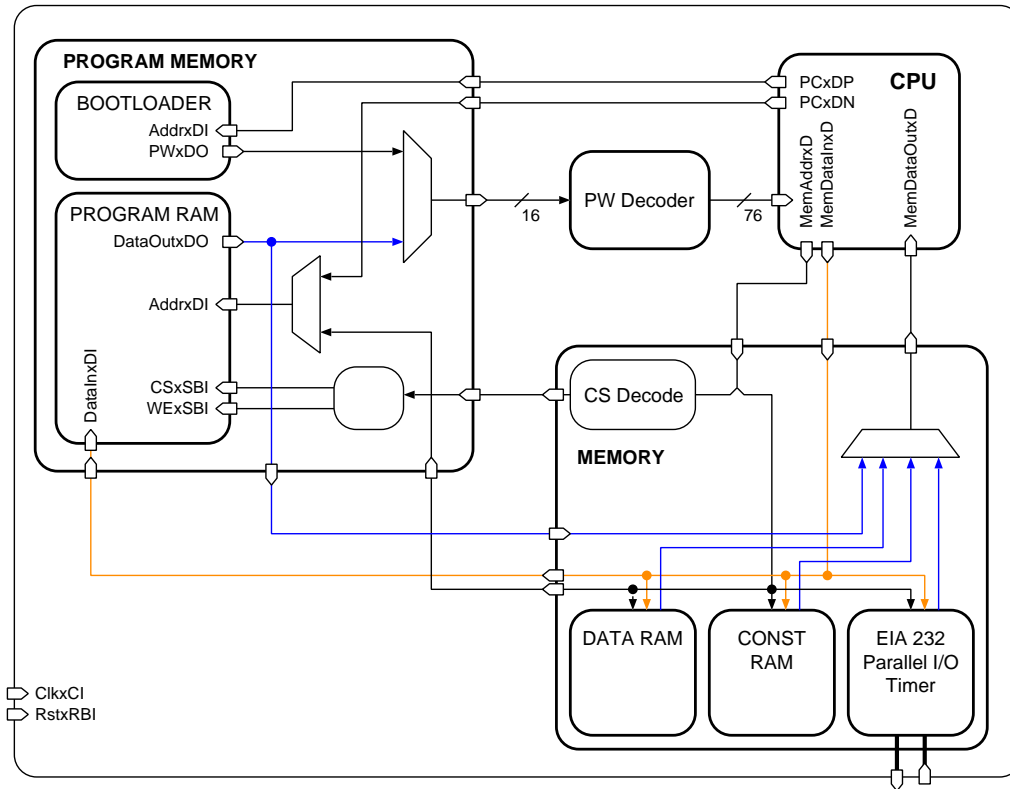 PROGRAM MEMORY
BOOTLOADER
AddrxDI
PWxDO
PROGRAM RAM
DataOutxDO
AddrxDI
DataInxDI
CSxSBI
WExSBI
16
PW Decoder
76
CPU
PCxDP
PCxDN
MemAddrxD
MemDataInxD
MemDataOutxD
CS Decode
MEMORY
DATA RAM
CONST
RAM
EIA 232
Parallel I/O
Timer
ClkxCI
RstxRBI